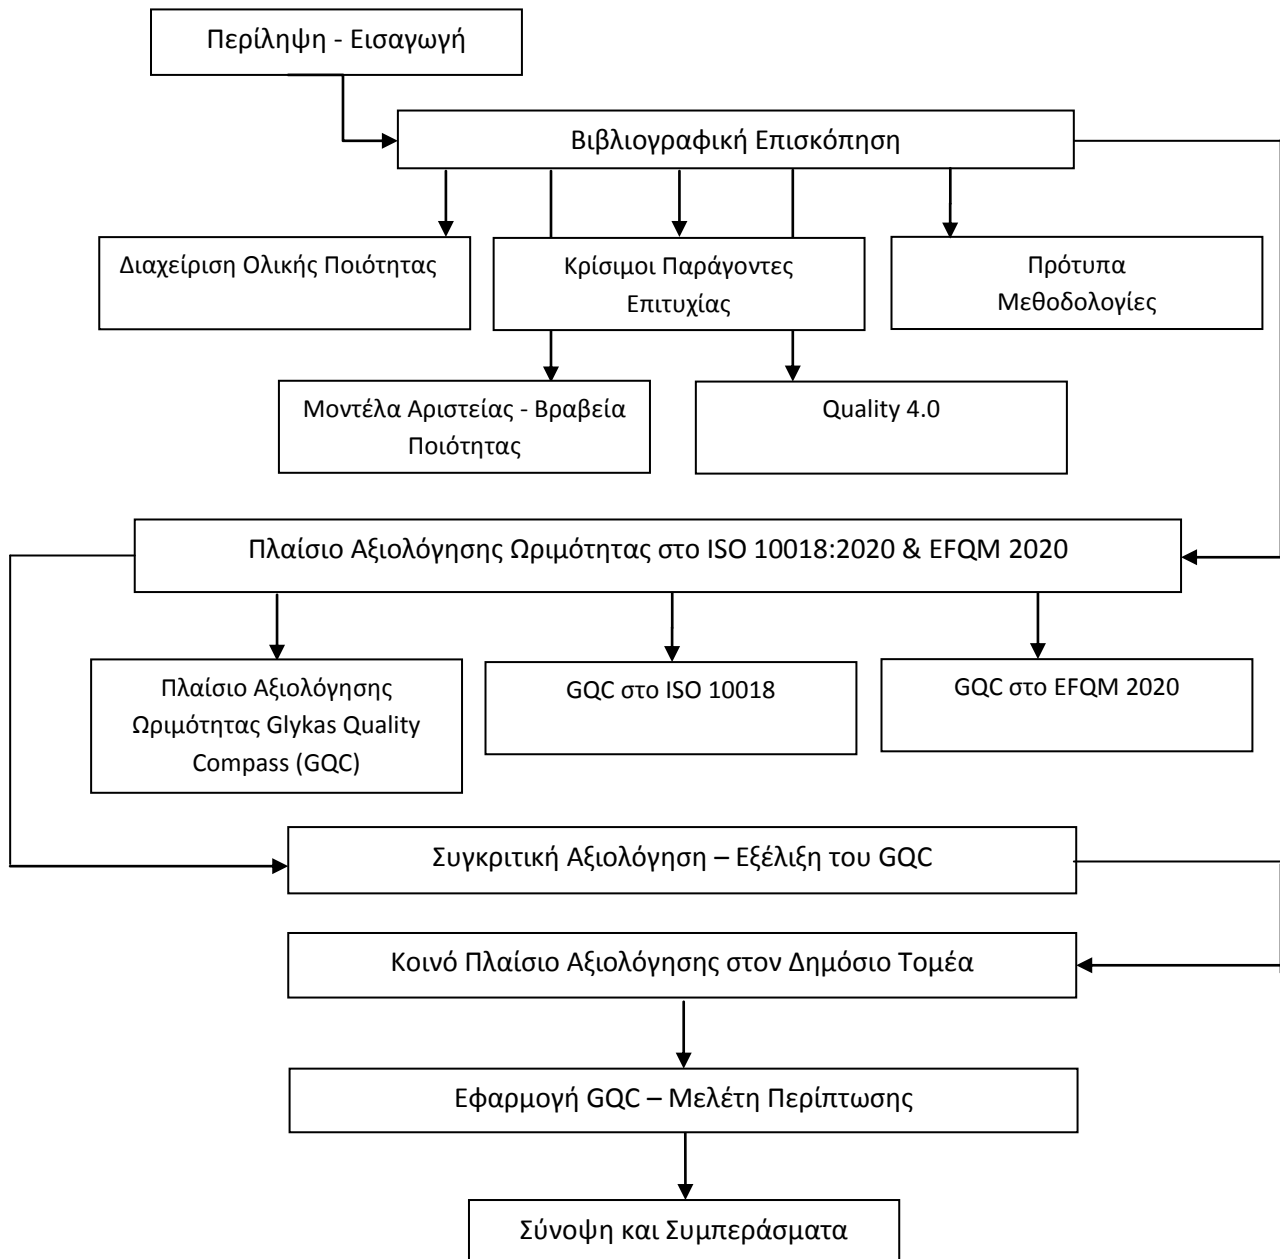 Περίληψη - Εισαγωγή
Βιβλιογραφική Επισκόπηση
Διαχείριση Ολικής Ποιότητας
Κρίσιμοι Παράγοντες
Επιτυχίας
Πρότυπα
Μεθοδολογίες
Μοντέλα Αριστείας - Βραβεία
Ποιότητας
Quality 4.0
Πλαίσιο Αξιολόγησης Ωριμότητας στο ISO 10018:2020 & EFQM 2020
Πλαίσιο Αξιολόγησης
Ωριμότητας Glykas Quality
Compass (GQC)
GQC στο ISO 10018
GQC στο EFQM 2020
Συγκριτική Αξιολόγηση – Εξέλιξη του GQC
Κοινό Πλαίσιο Αξιολόγησης στον Δημόσιο Τομέα
Εφαρμογή GQC – Μελέτη Περίπτωσης
Σύνοψη και Συμπεράσματα